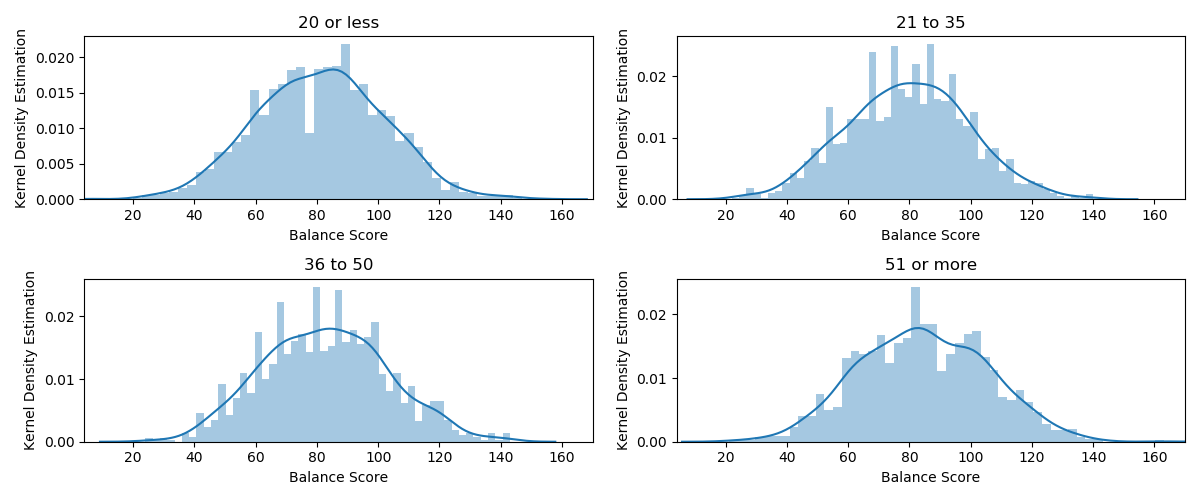 20 or less
Kernel Density Estimation
0.020
0.015
0.010
0.005
0.000
20 40 60 80 100 120 140 160
Balance Score
21 to 35
Kernel Density Estimation
0.02
0.01
0.00
20 40 60 80 100 120 140 160
Balance Score
36 to 50
Kernel Density Estimation
0.02
0.01
0.00
20 40 60 80 100 120 140 160
Balance Score
51 or more
Kernel Density Estimation
0.02
0.01
0.00
20 40 60 80 100 120 140 160
Balance Score